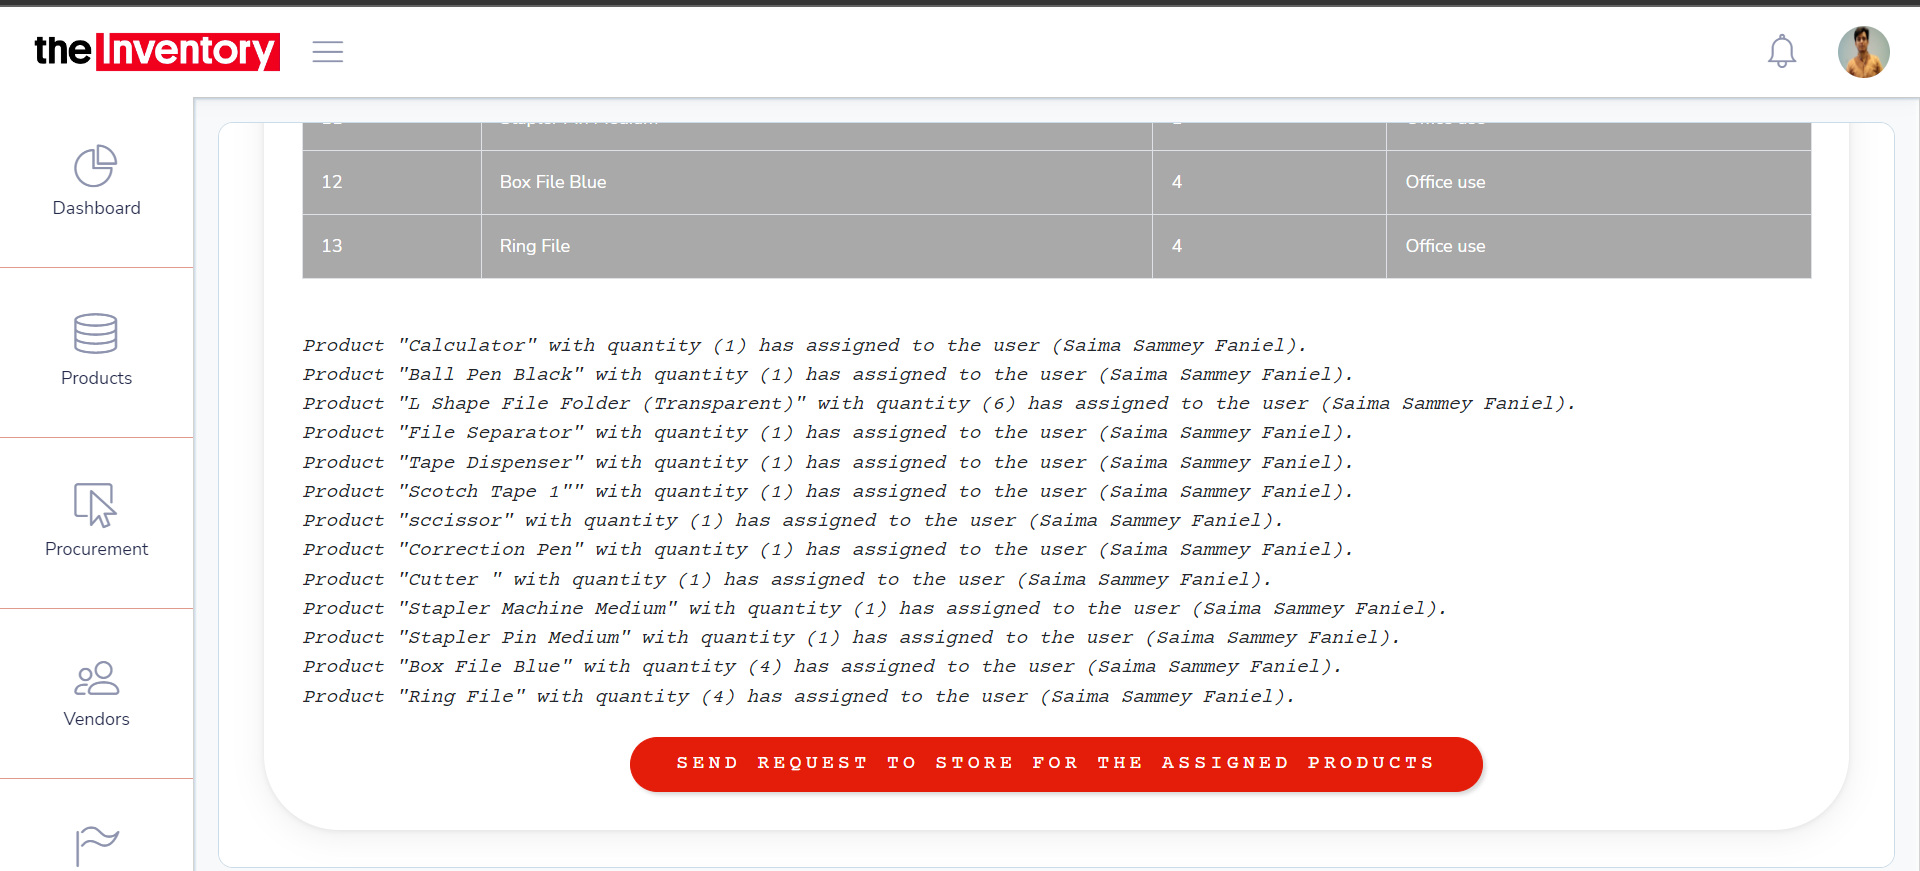 the Inventory
Dashboard
Products
Procurement
Vendors
12 Box File Blue 4 Office use
13 Ring File 4 Office use
Product "Calculator" with quantity (1) has assigned to the user (Saima Sammey Faniel).
Product "Ball Pen Black" with quantity (1) has assigned to the user (Saima Sammey Faniel).
Product "L Shape File Folder (Transparent)" with quantity (6) has assigned to the user (Saima Sammey Faniel).
Product "File Separator" with quantity (1) has assigned to the user (Saima Sammey Faniel).
Product "Tape Dispenser" with quantity (1) has assigned to the user (Saima Sammey Faniel).
Product "Scotch Tape 1"" with quantity (1) has assigned to the user (Saima Sammey Faniel).
Product "sccissor" with quantity (1) has assigned to the user (Saima Sammey Faniel).
Product "Correction Pen" with quantity (1) has assigned to the user (Saima Sammey Faniel).
Product "Cutter " with quantity (1) has assigned to the user (Saima Sammey Faniel).
Product "Stapler Machine Medium" with quantity (1) has assigned to the user (Saima Sammey Faniel).
Product "Stapler Pin Medium" with quantity (1) has assigned to the user (Saima Sammey Faniel).
Product "Box File Blue" with quantity (4) has assigned to the user (Saima Sammey Faniel).
Product "Ring File" with quantity (4) has assigned to the user (Saima Sammey Faniel).
SEND REQUEST TO STORE FOR THE ASSIGNED PRODUCTS